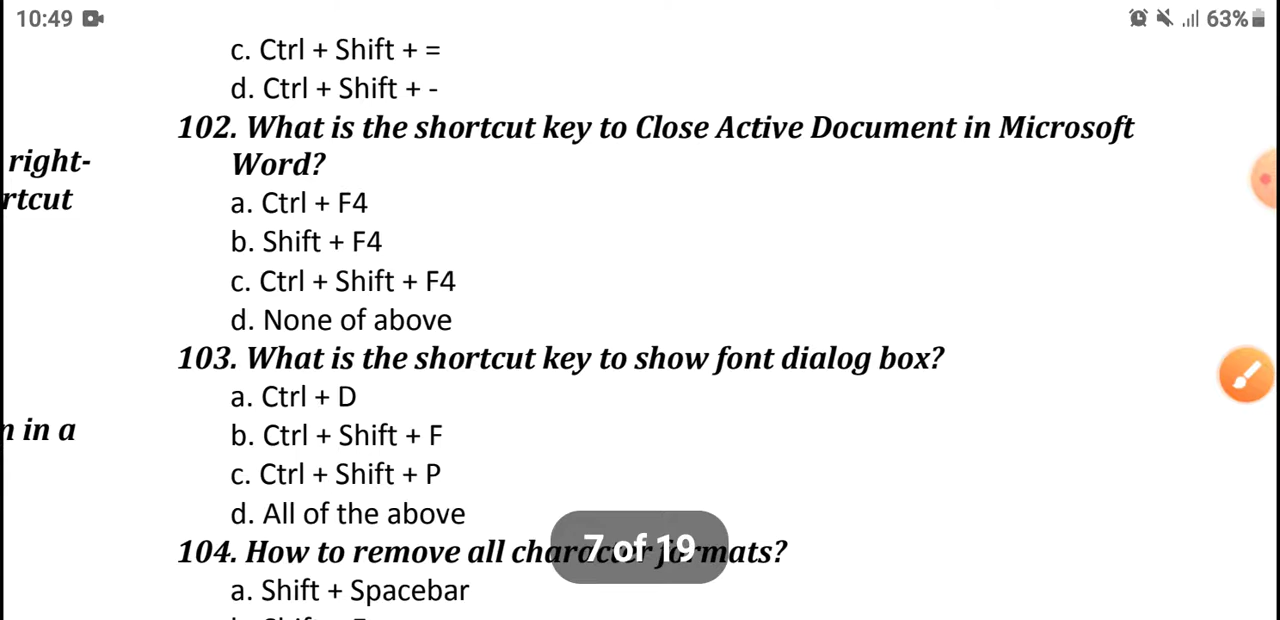 10:49 63%
c. Ctrl + Shift + =
d. Ctrl + Shift + -
102. What is the shortcut key to Close Active Document in Microsoft
right-
Word?
rtcut
a. Ctrl + F4
b. Shift + F4
c. Ctrl + Shift + F4
d. None of above
103. What is the shortcut key to show font dialog box?
a. Ctrl + D
in a
b. Ctrl + Shift + F
c. Ctrl + Shift + P
d. All of the above
104. How to remove all character formats?
7 of 19
a. Shift + Spacebar